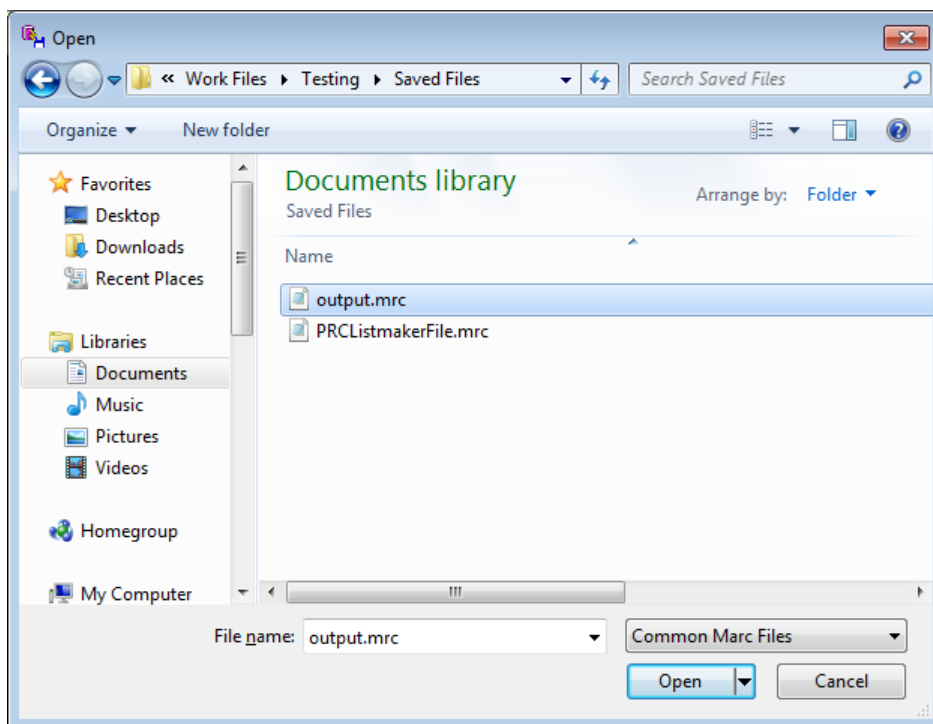 Open
« Work Files Testing Saved Files
Search Saved Files
Organize
New folder
Favorites
Desktop
Downloads
Recent Places
Libraries
Documents
Music
Pictures
Videos
Homegroup
My Computer
Documents library
Saved Files
Arrange by: Folder
Name
output.mrc
PRCListmakerFile.mrc
File name: output.mrc
Common Marc Files
Open
Cancel